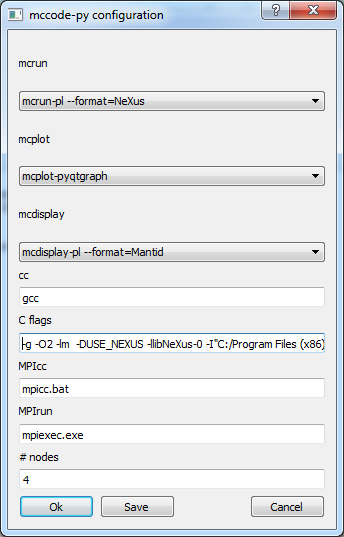 mccode-py configuration
mcrun
mcrun-pl --format=NeXus
mcplot
mcplot-pyqtgraph
mcdisplay
mcdisplay-pl --format=Mantid
cc
gcc
C flags
-g -O2 -lm -DUSE_NEXUS -llibNeXus-0 -I"C:/Program Files (x86)
MPIcc
mpicc.bat
MPIrun
mpiexec.exe
# nodes
4
Ok Save Cancel